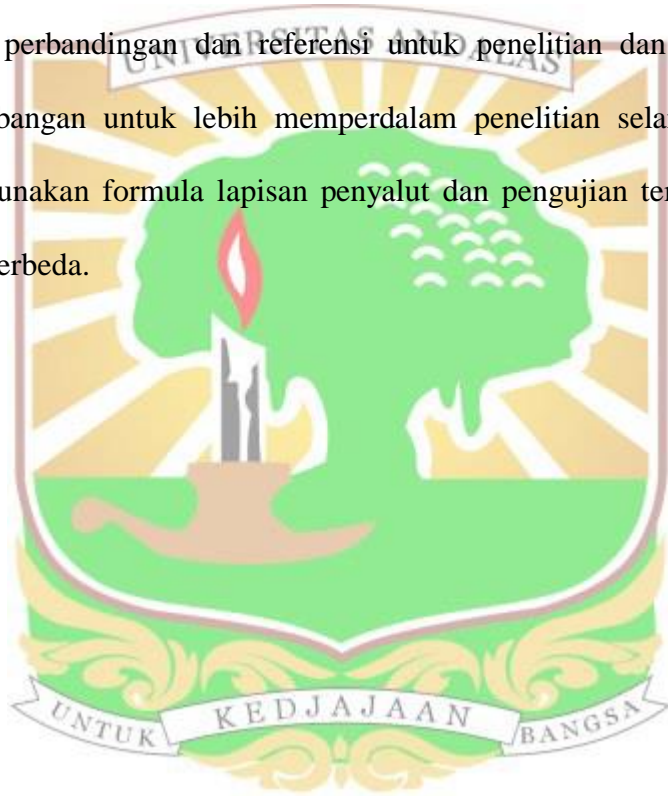 perbandingan dan referensi untuk penelitian dan
UNIVERSITAS ANDALAS
bangan untuk lebih memperdalam penelitian sela
unakan formula lapisan penyalut dan pengujian ter
erbeda.
UNTUK KEDJAJAAN BANGSA